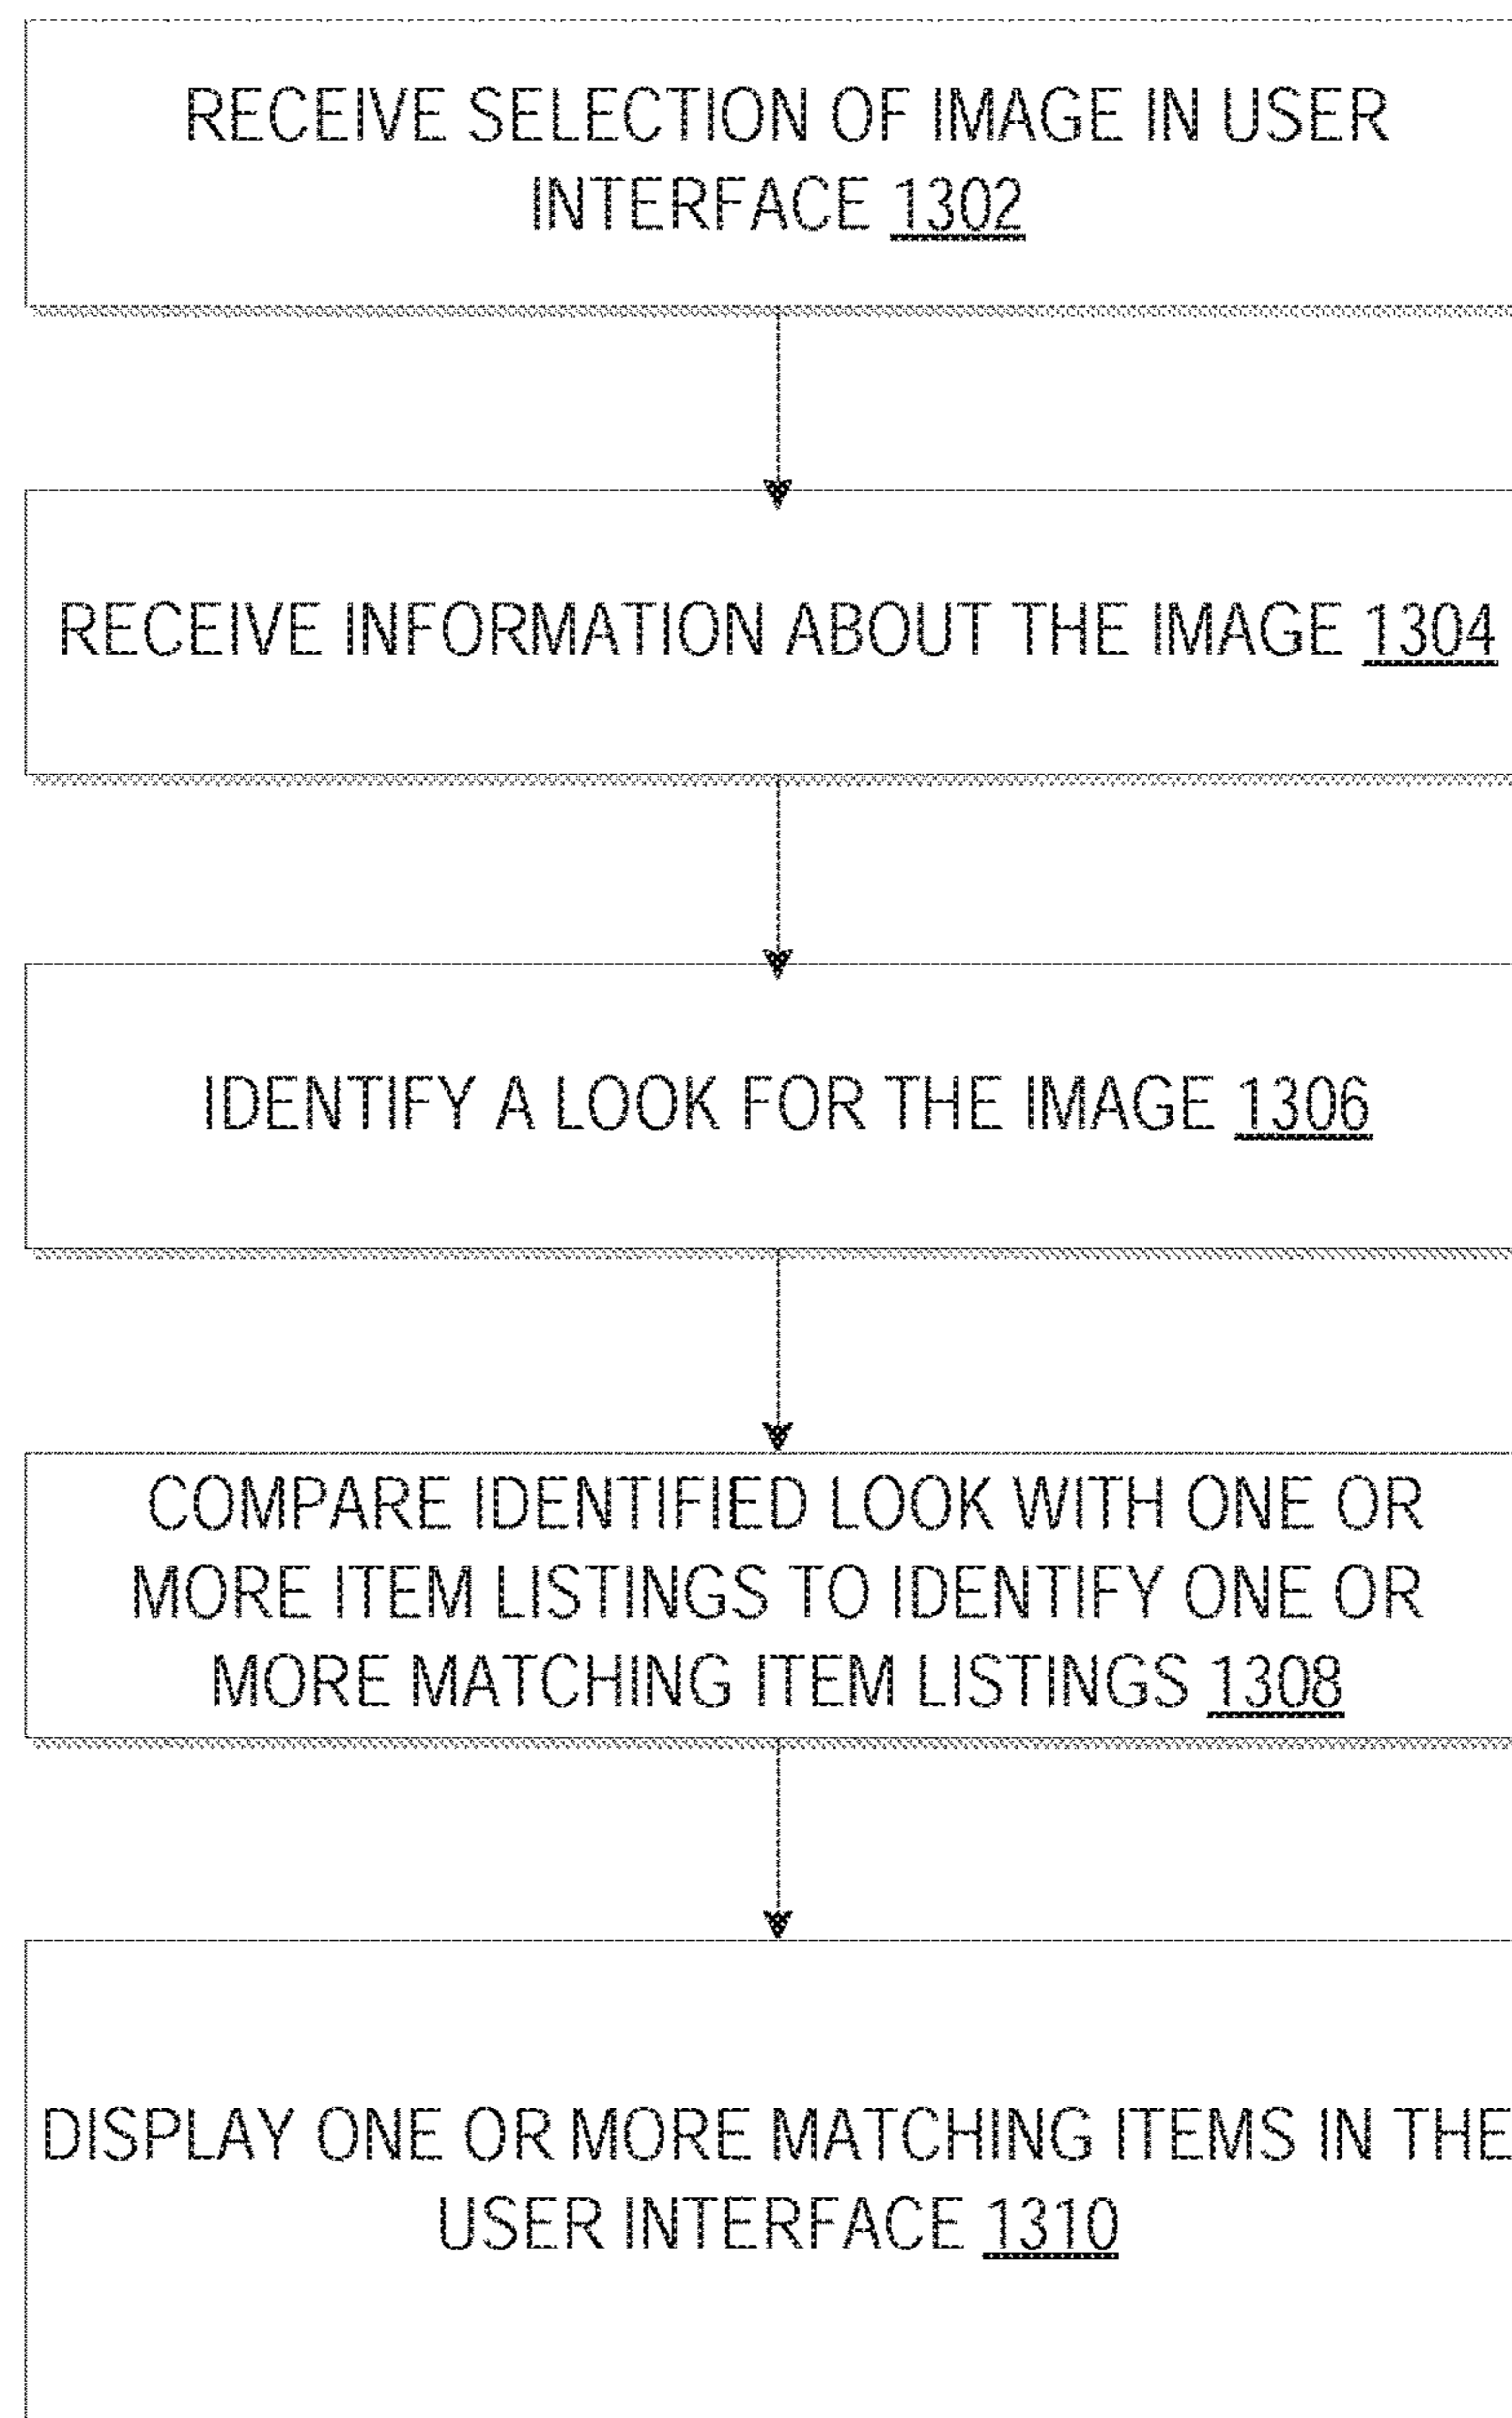 RECEIVE SELECTION OF IMAGE IN USER
INTERFACE 1302
RECEIVE INFORMATION ABOUT THE IMAGE 1304
IDENTIFY A LOOK FOR THE IMAGE 1306
COMPARE IDENTIFIED LOOK WITH ONE OR
MORE ITEM LISTINGS TO IDENTIFY ONE OR
MORE MATCHING ITEM LISTINGS 1308
DISPLAY ONE OR MORE MATCHING ITEMS IN THE
USER INTERFACE 1310